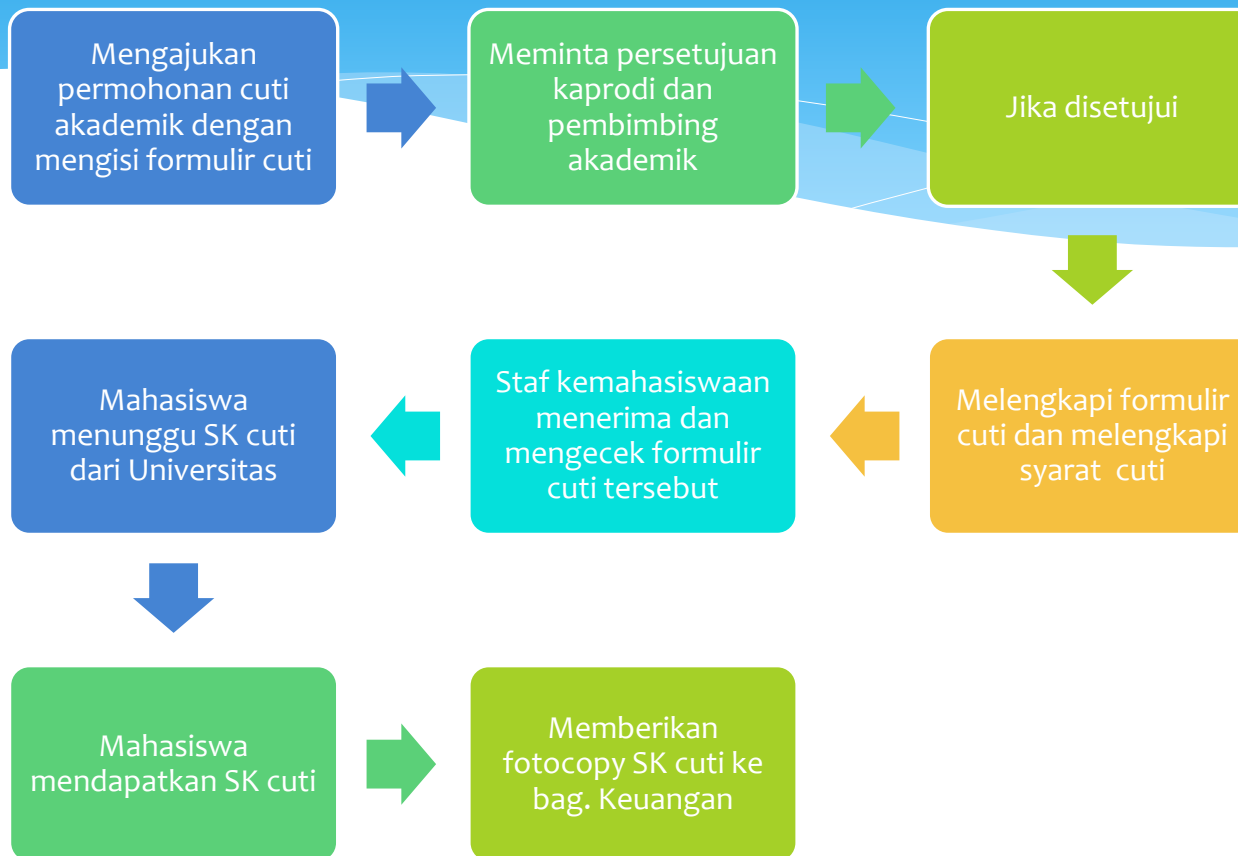 Mengajukan
permohonan cuti
akademik dengan
mengisi formulir cuti
Meminta persetujuan
kaprodi dan
pembimbing
akademik
Jika disetujui
Melengkapi formulir
cuti dan melengkapi
syarat cuti
Staf kemahasiswaan
menerima dan
mengecek formulir
cuti tersebut
Mahasiswa
menunggu SK cuti
dari Universitas
Mahasiswa
mendapatkan SK cuti
Memberikan
fotocopy SK cuti ke
bag. Keuangan